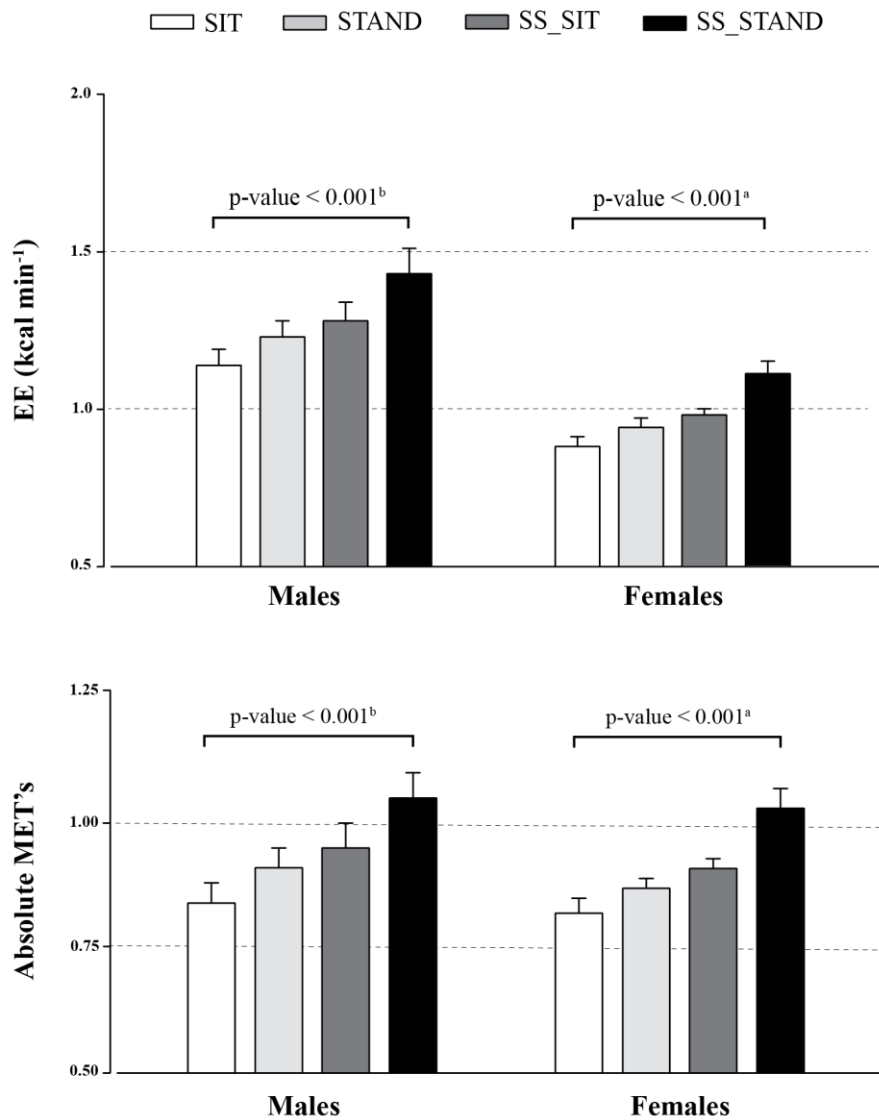 SIT STAND SS_SIT SS_STAND
2.0
p-value < 0.001ᵇ p-value < 0.001ᵃ
1.5
EE (kcal min⁻¹)
1.0
0.5
Males Females
1.25
p-value < 0.001ᵇ p-value < 0.001ᵃ
1.00
Absolute MET's
0.75
0.50
Males Females